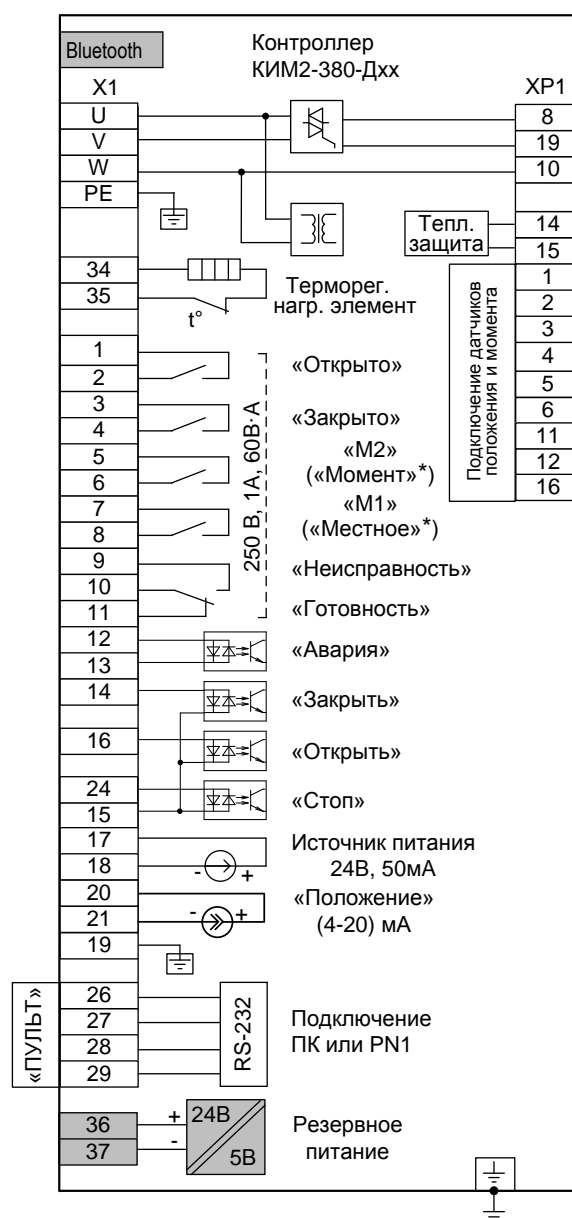 Bluetooth
Контроллер
КИМ2-380-Дхх
X1
XP1
U
8
V
19
W
10
PE
Тепл.
защита
14
15
34
35
t°
Терморег.
нагр. элемент
Подключение датчиков
положения и момента
1
2
3
4
5
6
11
12
16
1
2
«Открыто»
3
4
«Закрыто»
5
6
«М2»
(«Момент»*)
7
8
«М1»
(«Местное»*)
250 В, 1А, 60В·А
9
«Неисправность»
10
11
«Готовность»
12
13
«Авария»
14
«Закрыть»
16
«Открыть»
24
15
«Стоп»
17
18
- +
Источник питания
24В, 50мА
20
21
- +
«Положение»
(4-20) мА
19
«ПУЛЬТ»
26
27
28
29
RS-232
Подключение
ПК или PN1
36
37
+
-
24В
5В
Резервное
питание